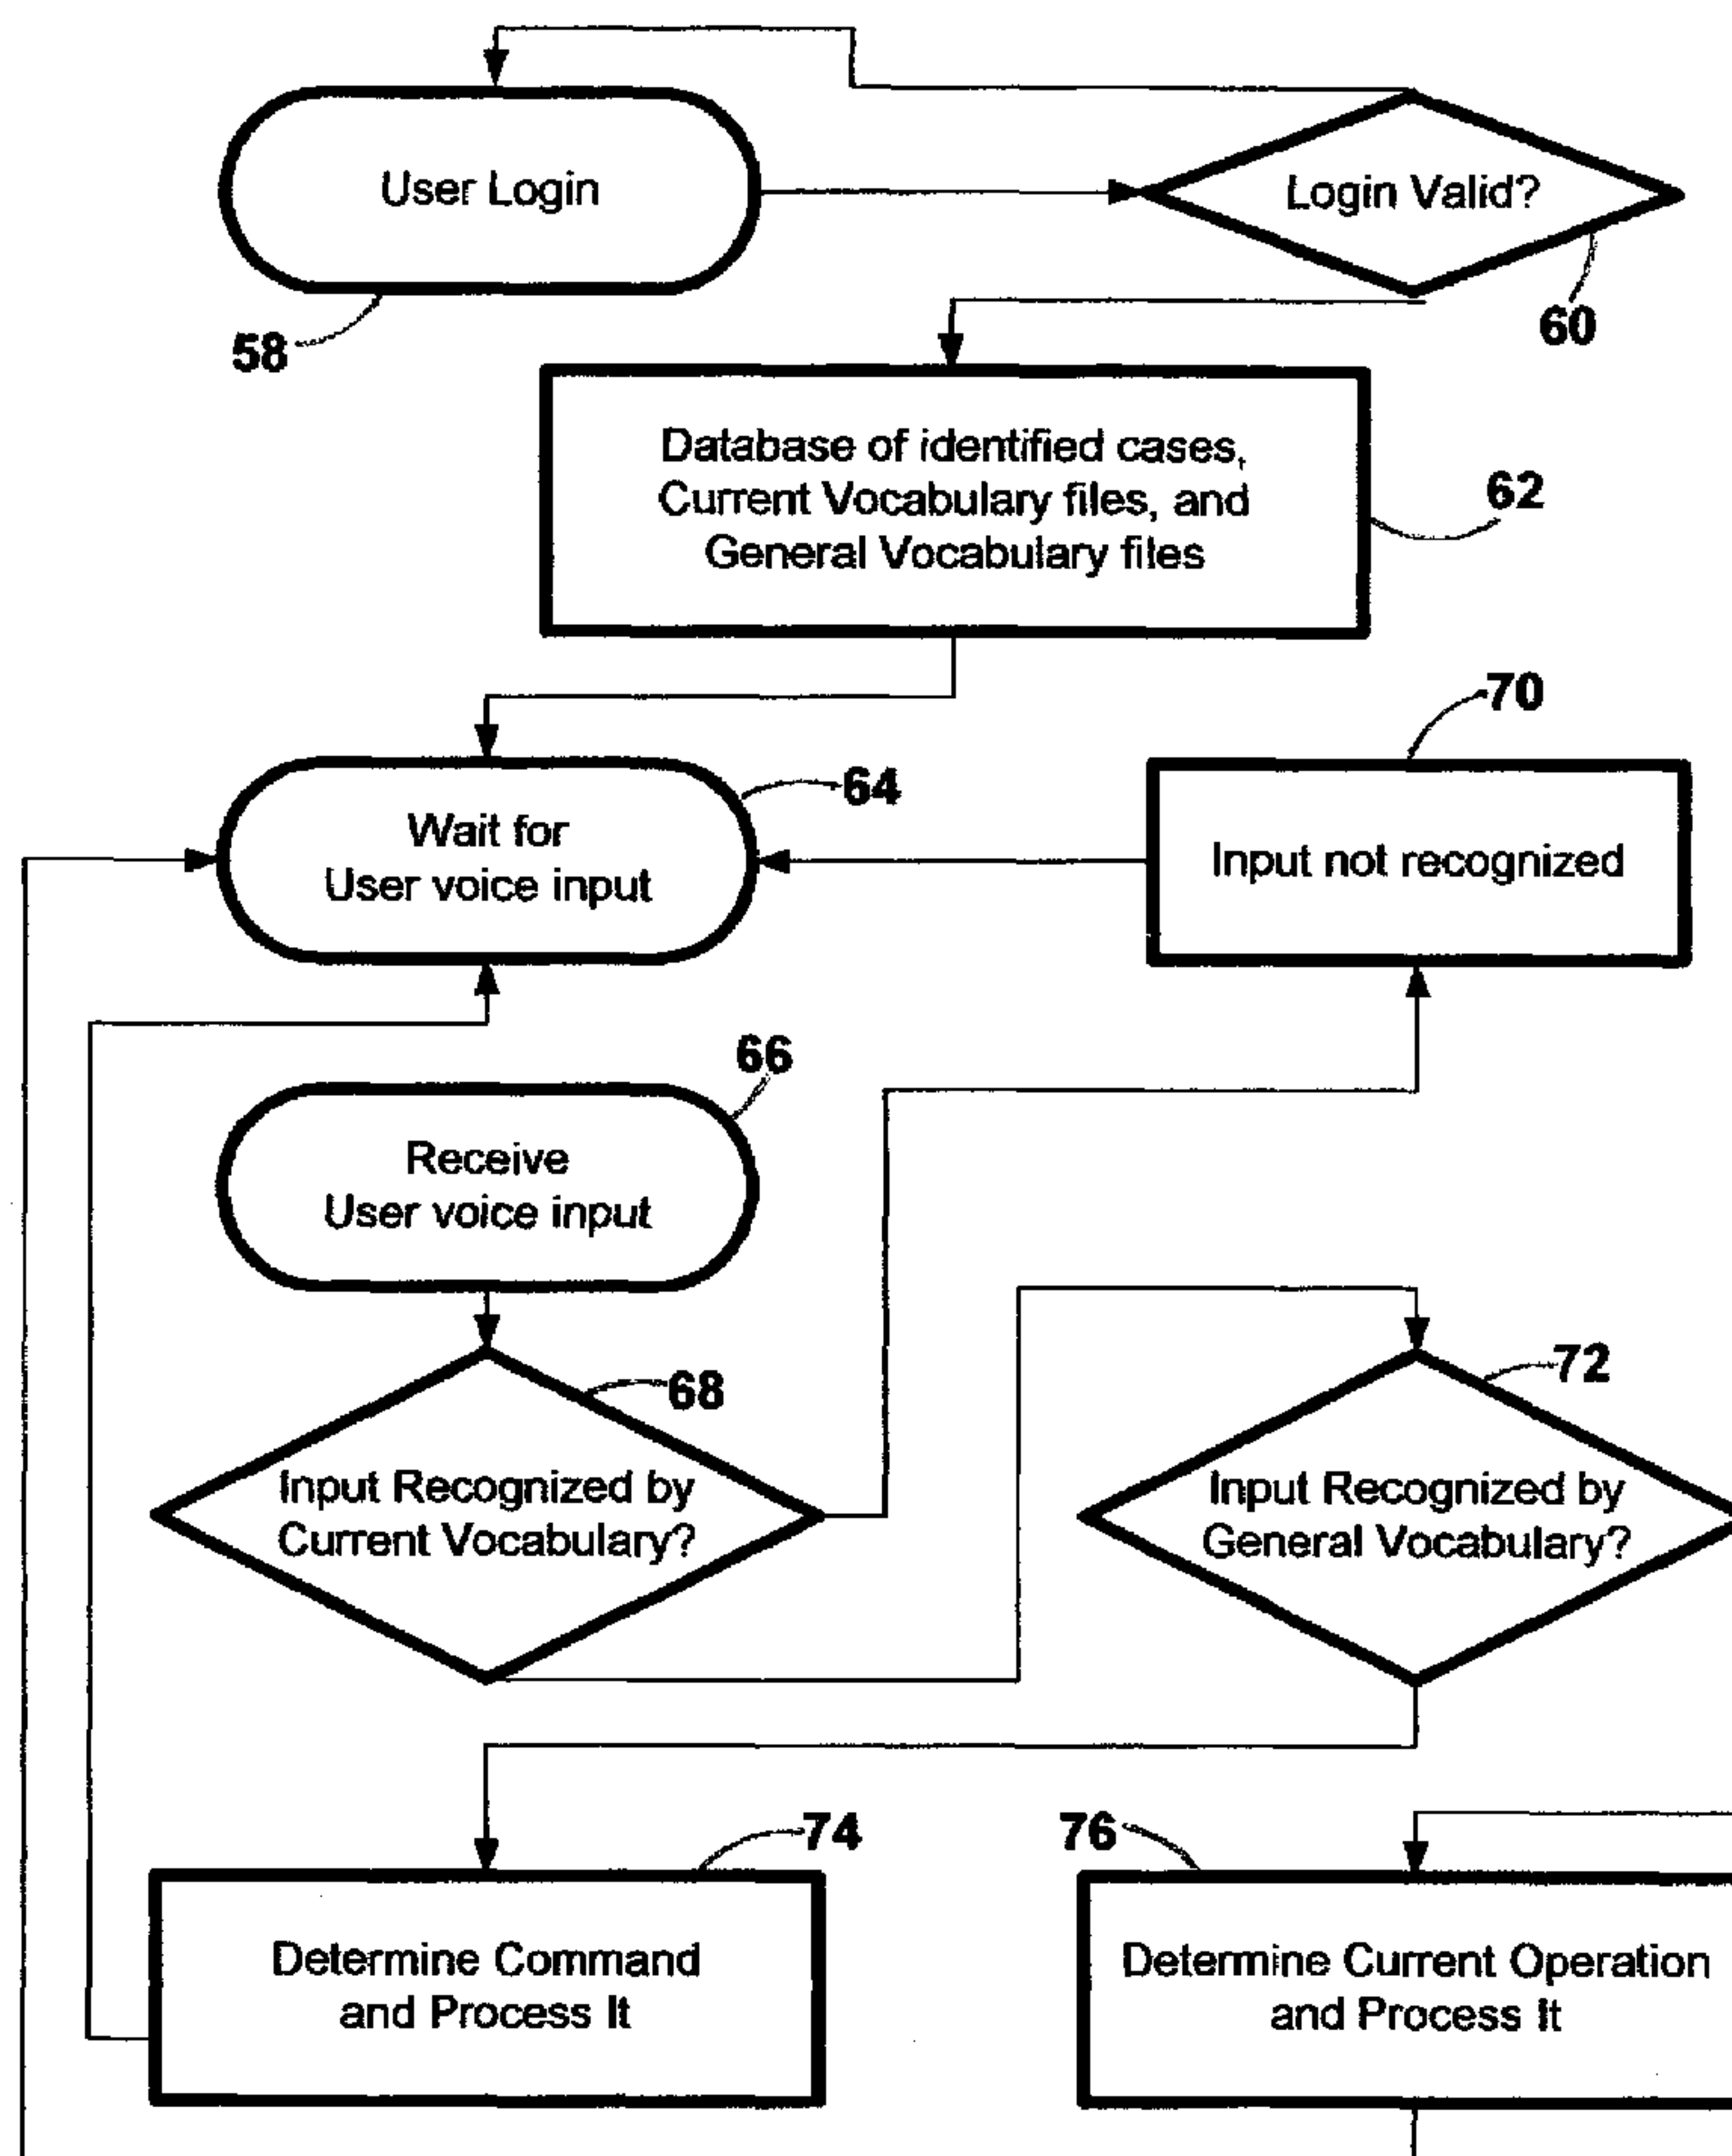 User Login
Login Valid?
58
60
Database of identified cases,
Current Vocabulary files, and
General Vocabulary files
62
70
64
Wait for
User voice input
Input not recognized
66
Receive
User voice input
68
72
Input Recognized by
Current Vocabulary?
Input Recognized by
General Vocabulary?
74
76
Determine Command
and Process It
Determine Current Operation
and Process It